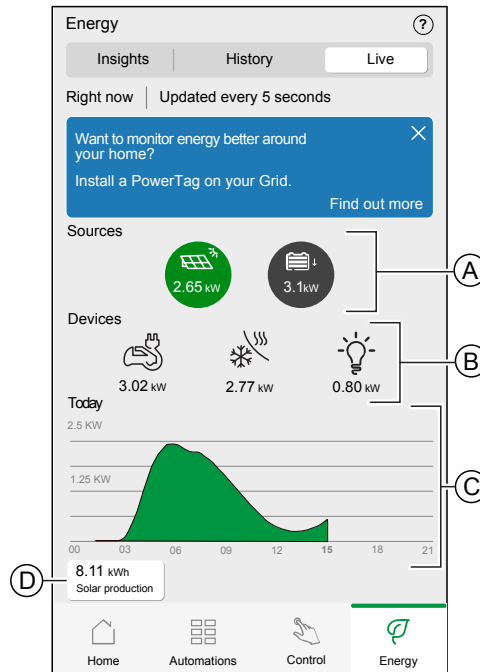 Energy ?
Insights History Live
Right now Updated every 5 seconds
Want to monitor energy better around
your home?
Install a PowerTag on your Grid.
Find out more
Sources
2.65 kW 3.1kW
A
Devices
B
3.02 kW 2.77 kW 0.80 kW
Today
2.5 KW
1.25 KW
C
00 03 06 09 12 15 18 21
D
8.11 kWh
Solar production
Home Automations Control Energy